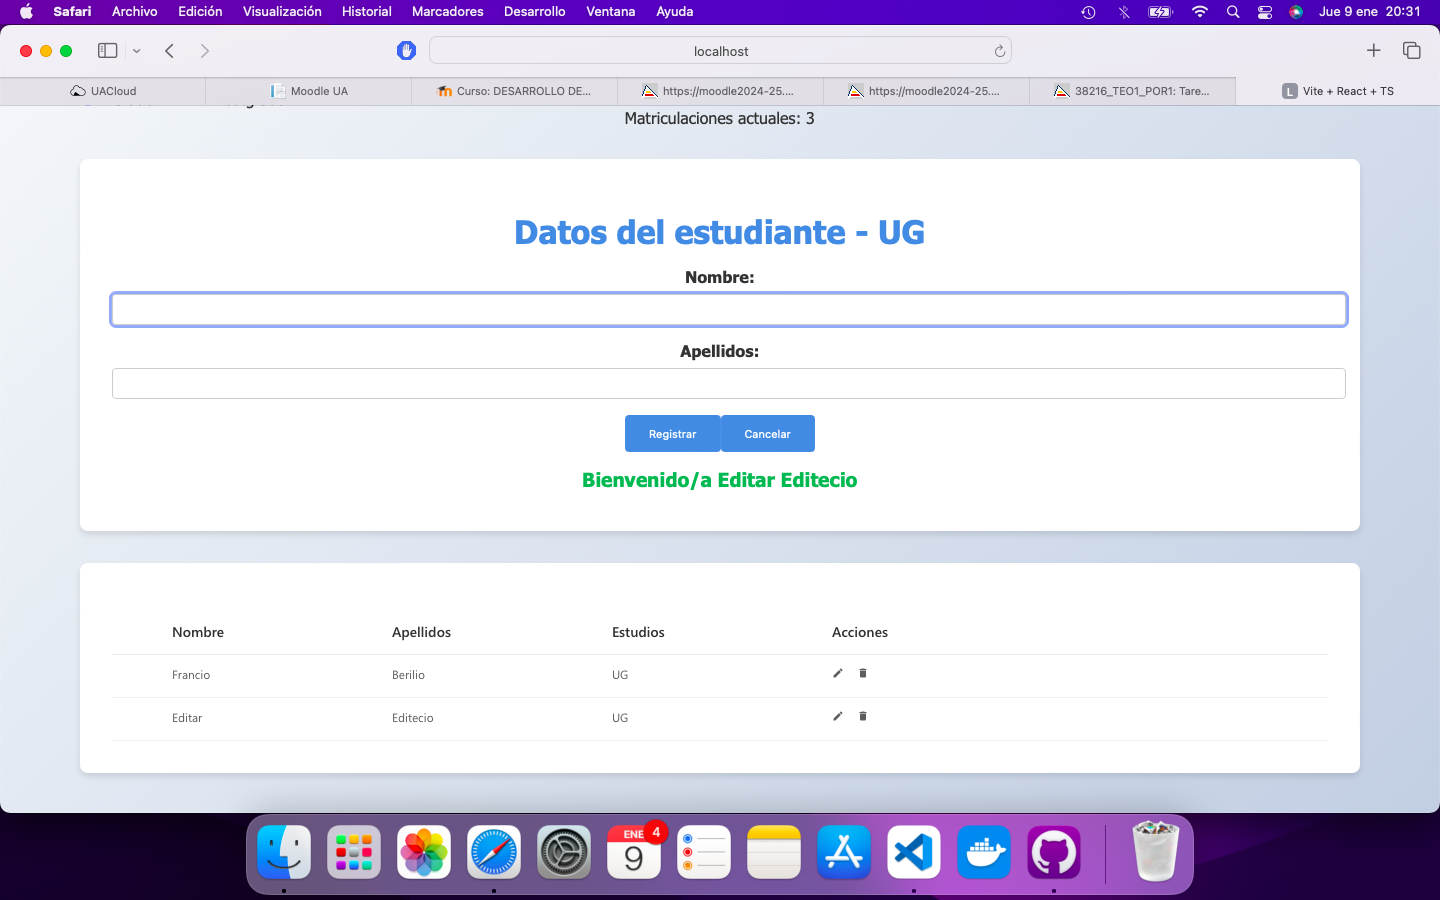 Safari Archivo Edición Visualización Historial Marcadores Desarrollo Ventana Ayuda Jue 9 ene 20:31
localhost
UACloud Moodle UA Curso: DESARROLLO DE... https://moodle2024-25.... https://moodle2024-25.... 38216_TEO1_POR1: Tare... L Vite + React + TS
Matriculaciones actuales: 3
Datos del estudiante - UG
Nombre:
Apellidos:
Registrar Cancelar
Bienvenido/a Editar Editecio
Nombre Apellidos Estudios Acciones
Francio Berilio UG
Editar Editecio UG
ENE 4
9